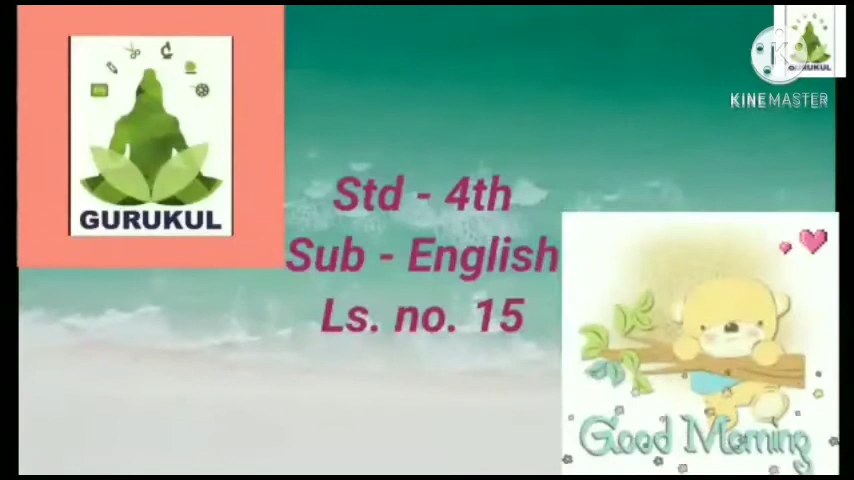 GURUKUL
GURUKUL
KINEMASTER
Std - 4th
Sub - English
Ls. no. 15
Good Morning